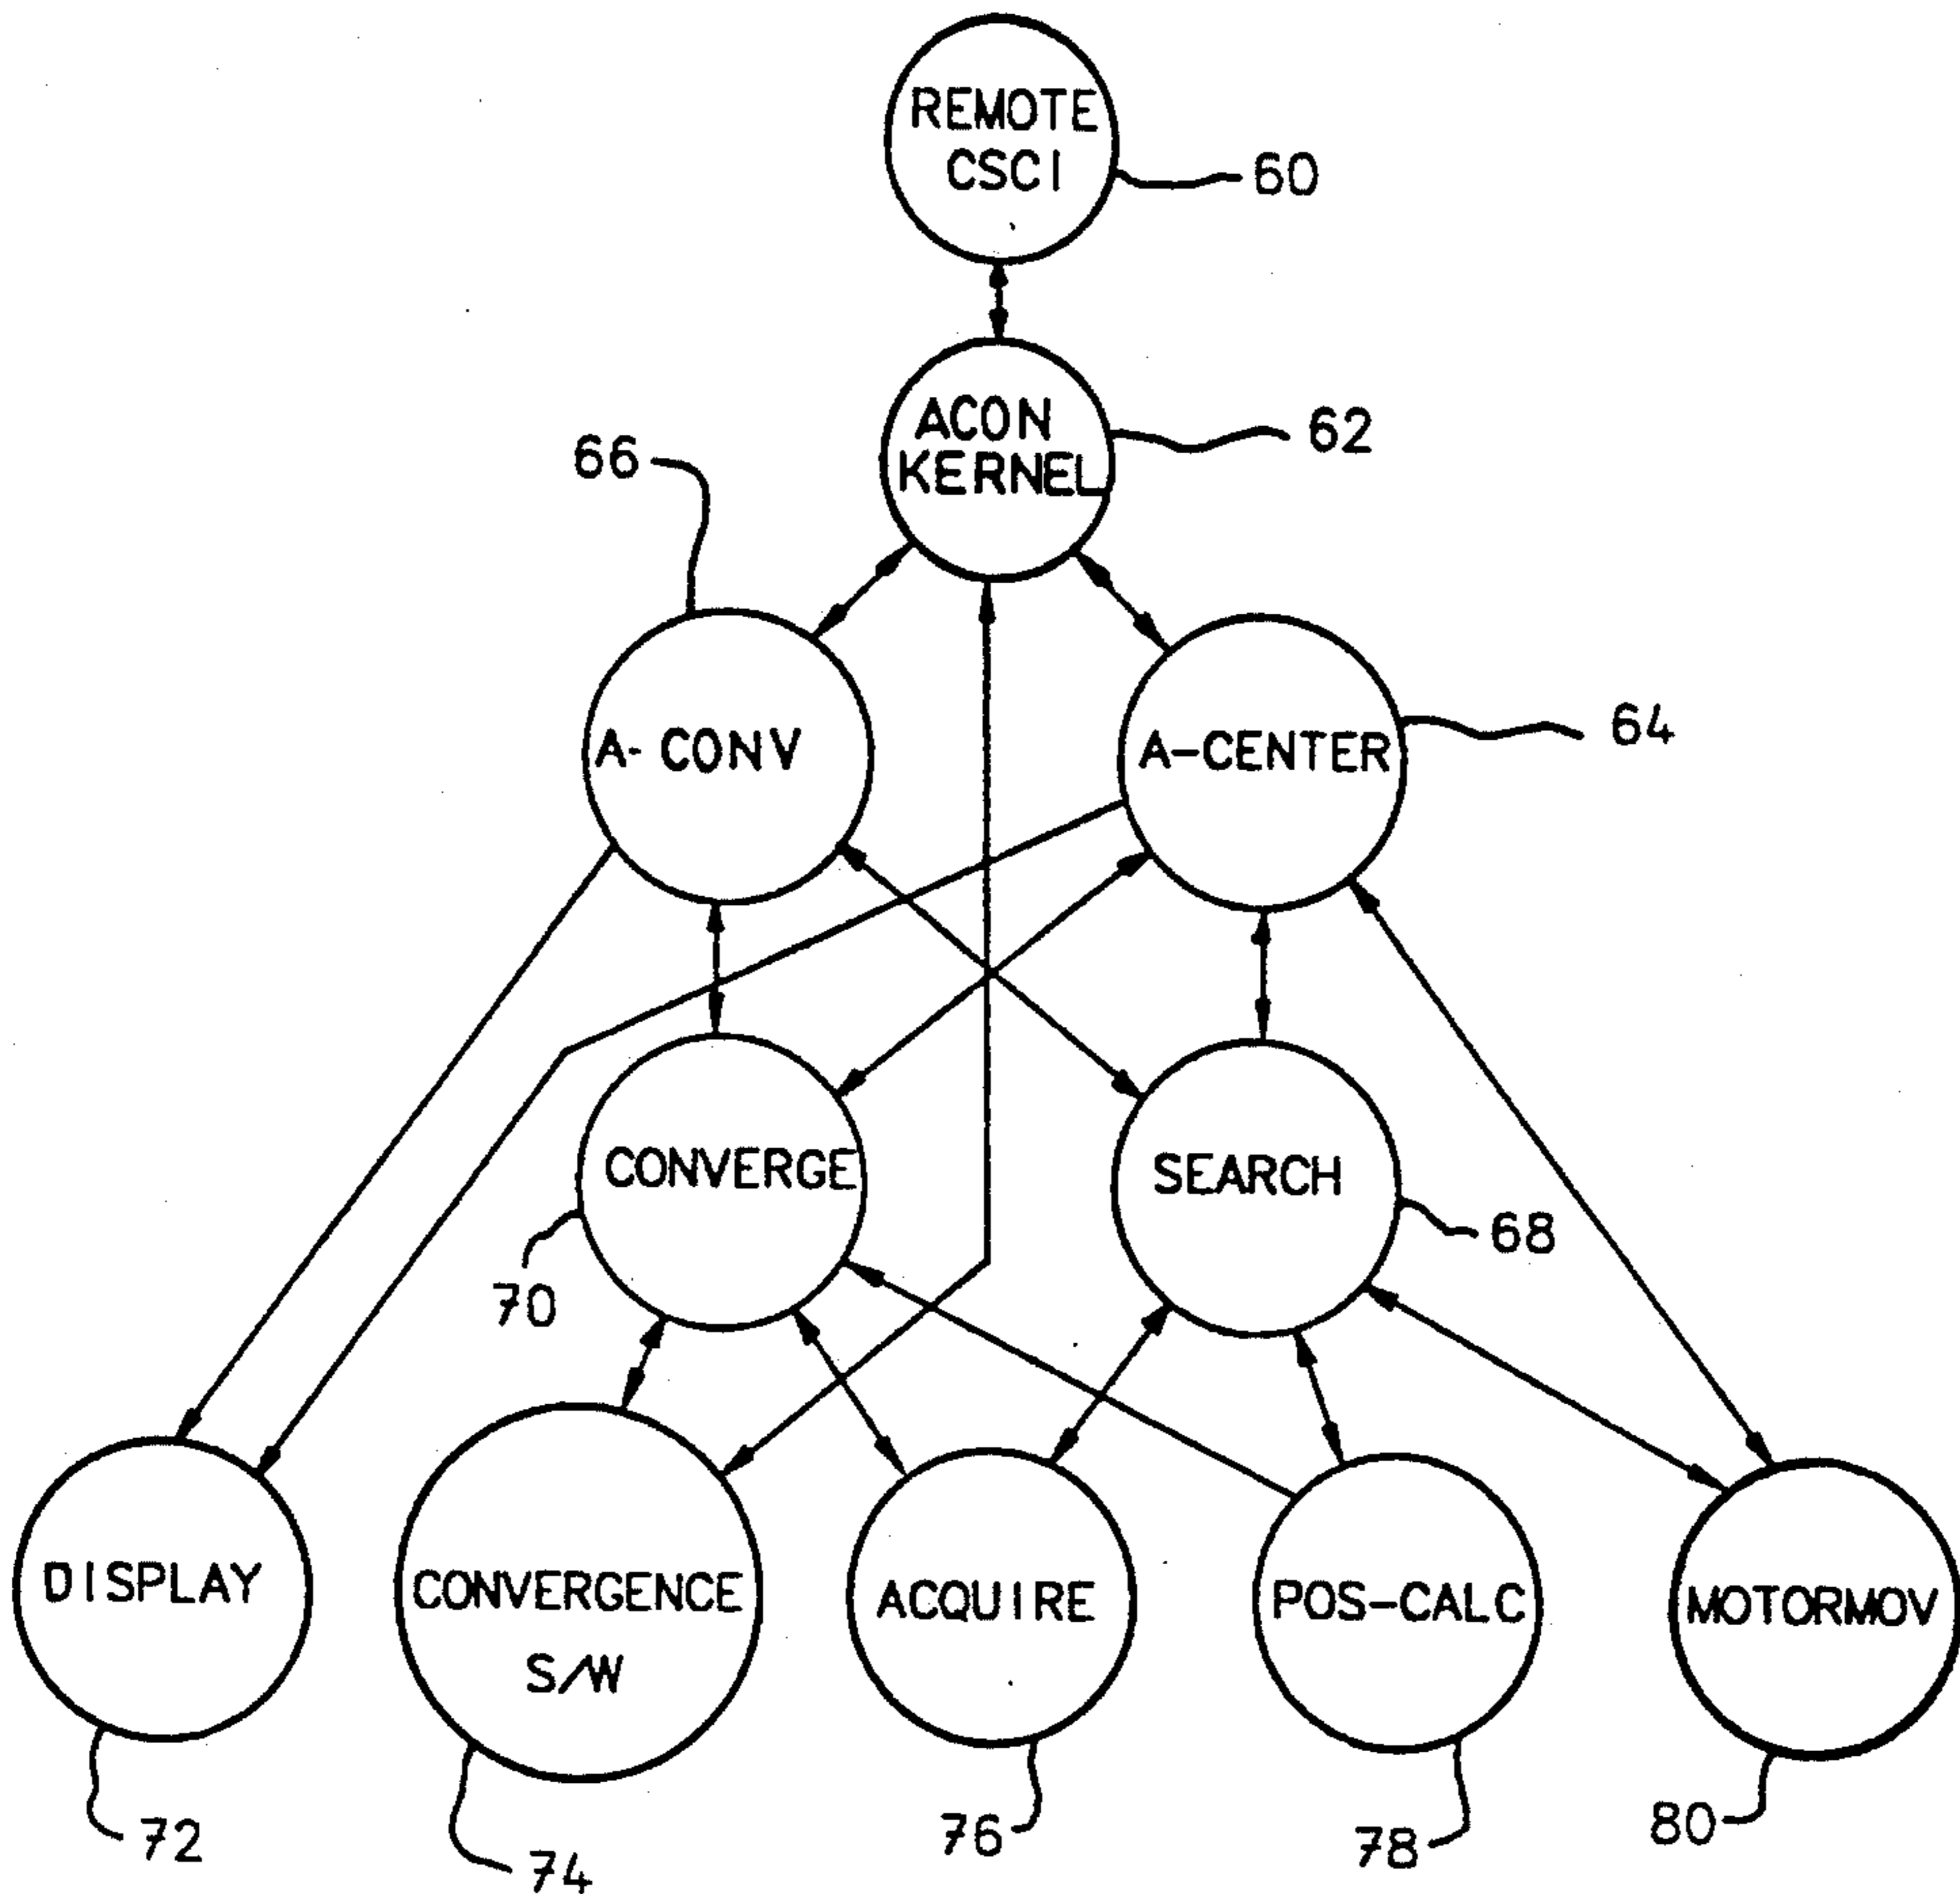 REMOTE
CSCI
60
ACON
KERNEL
62
66
A-CONV
A-CENTER
64
CONVERGE
SEARCH
68
70
DISPLAY
CONVERGENCE
S/W
ACQUIRE
POS-CALC
MOTORMOV
72
74
76
78
80